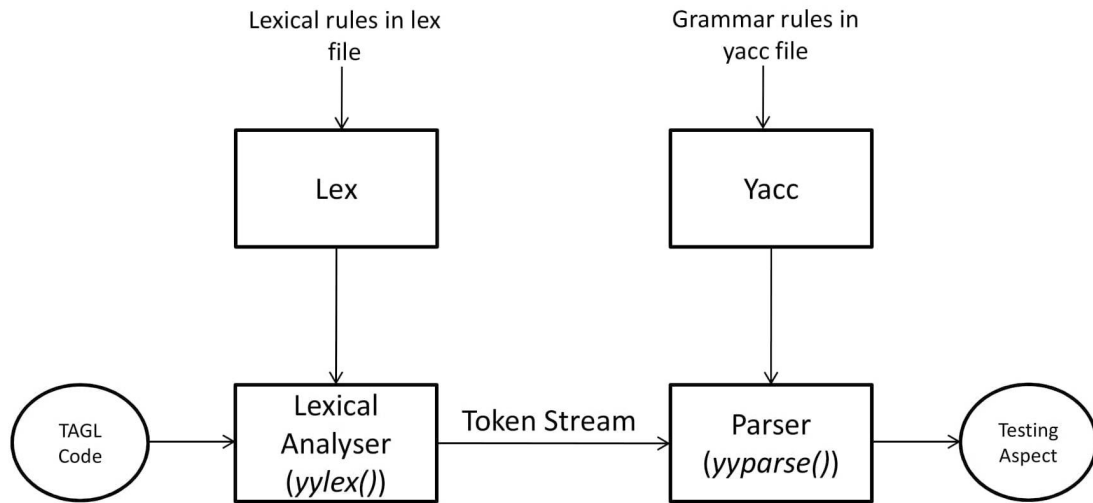 Lexical rules in lex
file
Grammar rules in
yacc file
Lex
Yacc
TAGL
Code
Lexical
Analyser
(yylex())
Token Stream
Parser
(yyparse())
Testing
Aspect